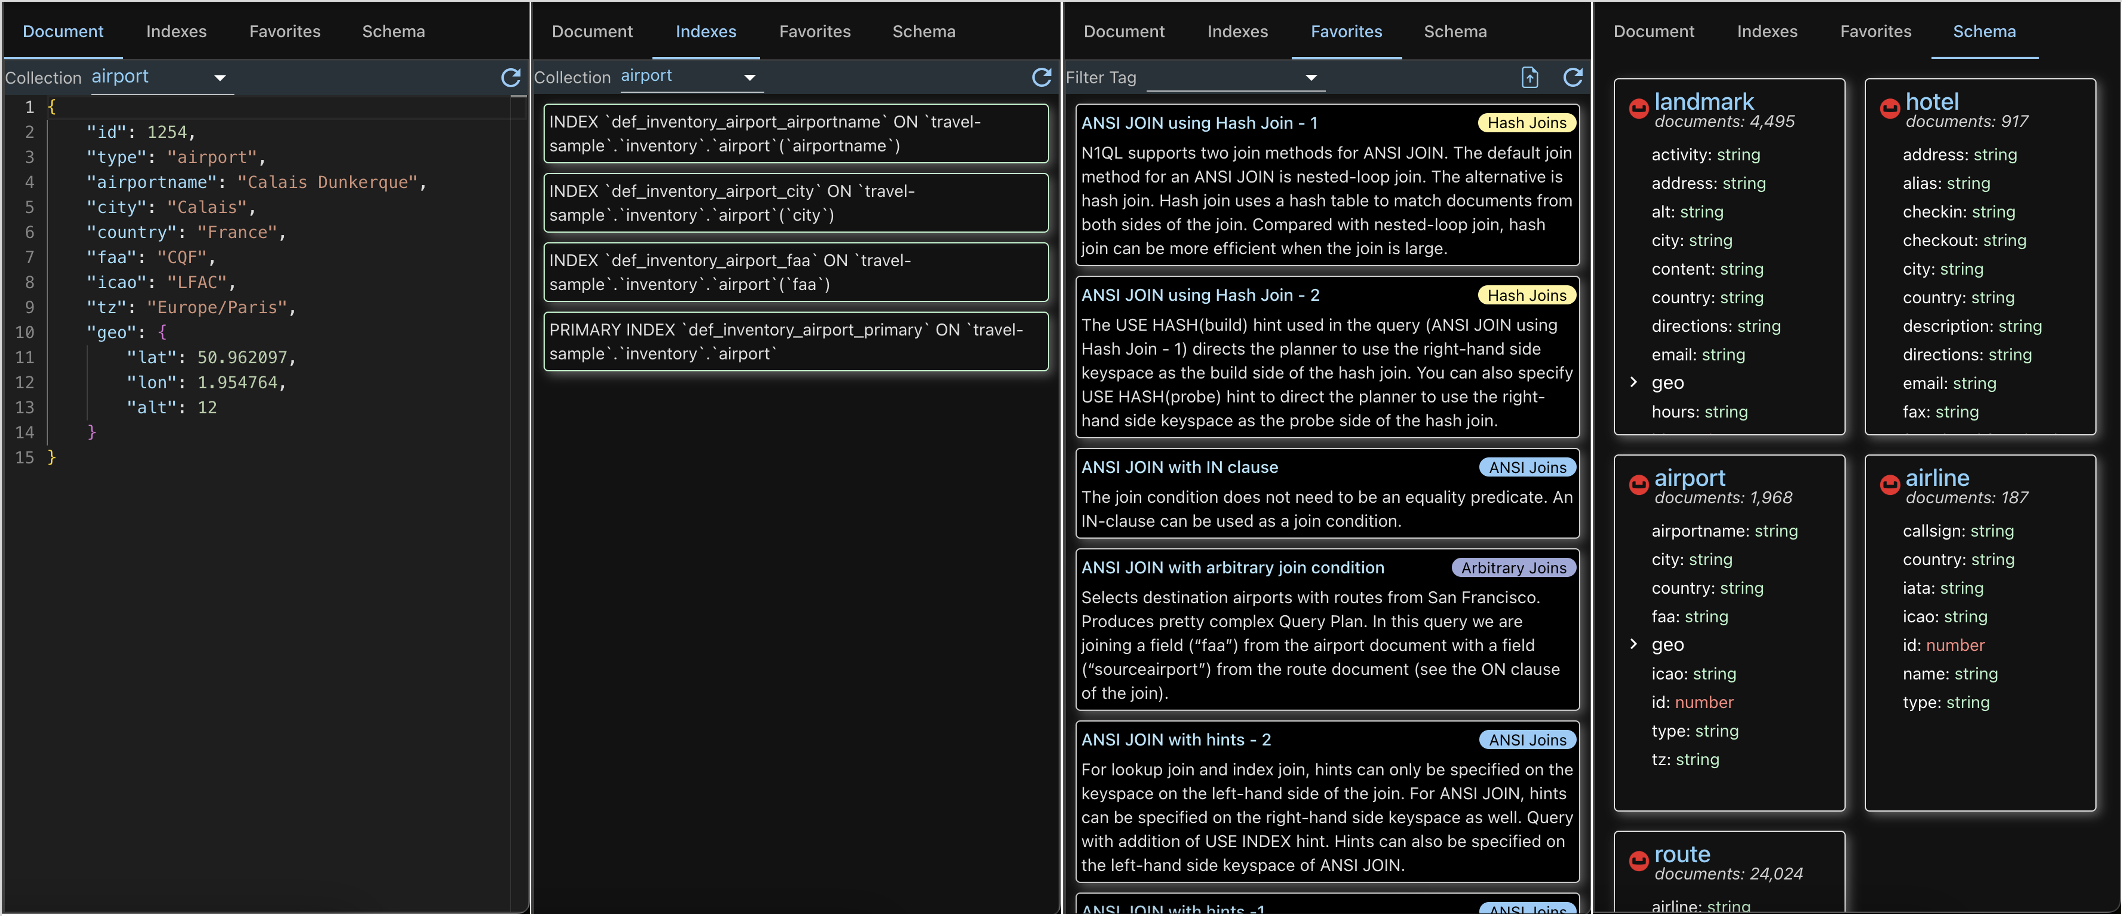 Document Indexes Favorites Schema
Collection airport
1 {
2 "id": 1254,
3 "type": "airport",
4 "airportname": "Calais Dunkerque",
5 "city": "Calais",
6 "country": "France",
7 "faa": "CQF",
8 "icao": "LFAC",
9 "tz": "Europe/Paris",
10 "geo": {
11 "lat": 50.962097,
12 "lon": 1.954764,
13 "alt": 12
14 }
15 }
Document Indexes Favorites Schema
Collection airport
INDEX `def_inventory_airport_airportname` ON `travel-
sample`.`inventory`.`airport`(`airportname`)
INDEX `def_inventory_airport_city` ON `travel-
sample`.`inventory`.`airport`(`city`)
INDEX `def_inventory_airport_faa` ON `travel-
sample`.`inventory`.`airport`(`faa`)
PRIMARY INDEX `def_inventory_airport_primary` ON `travel-
sample`.`inventory`.`airport`
Document Indexes Favorites Schema
Filter Tag
ANSI JOIN using Hash Join - 1 Hash Joins
N1QL supports two join methods for ANSI JOIN. The default join
method for an ANSI JOIN is nested-loop join. The alternative is
hash join. Hash join uses a hash table to match documents from
both sides of the join. Compared with nested-loop join, hash
join can be more efficient when the join is large.
ANSI JOIN using Hash Join - 2 Hash Joins
The USE HASH(build) hint used in the query (ANSI JOIN using
Hash Join - 1) directs the planner to use the right-hand side
keyspace as the build side of the hash join. You can also specify
USE HASH(probe) hint to direct the planner to use the right-
hand side keyspace as the probe side of the hash join.
ANSI JOIN with IN clause ANSI Joins
The join condition does not need to be an equality predicate. An
IN-clause can be used as a join condition.
ANSI JOIN with arbitrary join condition Arbitrary Joins
Selects destination airports with routes from San Francisco.
Produces pretty complex Query Plan. In this query we are
joining a field (“faa”) from the airport document with a field
(“sourceairport”) from the route document (see the ON clause
of the join).
ANSI JOIN with hints - 2 ANSI Joins
For lookup join and index join, hints can only be specified on the
keyspace on the left-hand side of the join. For ANSI JOIN, hints
can be specified on the right-hand side keyspace as well. Query
with addition of USE INDEX hint. Hints can also be specified on
the left-hand side keyspace of ANSI JOIN.
ANSI JOIN with hints -1 ANSI Joins
Document Indexes Favorites Schema
landmark
documents: 4,495
activity: string
address: string
alt: string
city: string
content: string
country: string
directions: string
email: string
geo
hours: string
hotel
documents: 917
address: string
alias: string
checkin: string
checkout: string
city: string
country: string
description: string
directions: string
email: string
fax: string
airport
documents: 1,968
airportname: string
city: string
country: string
faa: string
geo
icao: string
id: number
type: string
tz: string
airline
documents: 187
callsign: string
country: string
iata: string
icao: string
id: number
name: string
type: string
route
documents: 24,024
airline: string